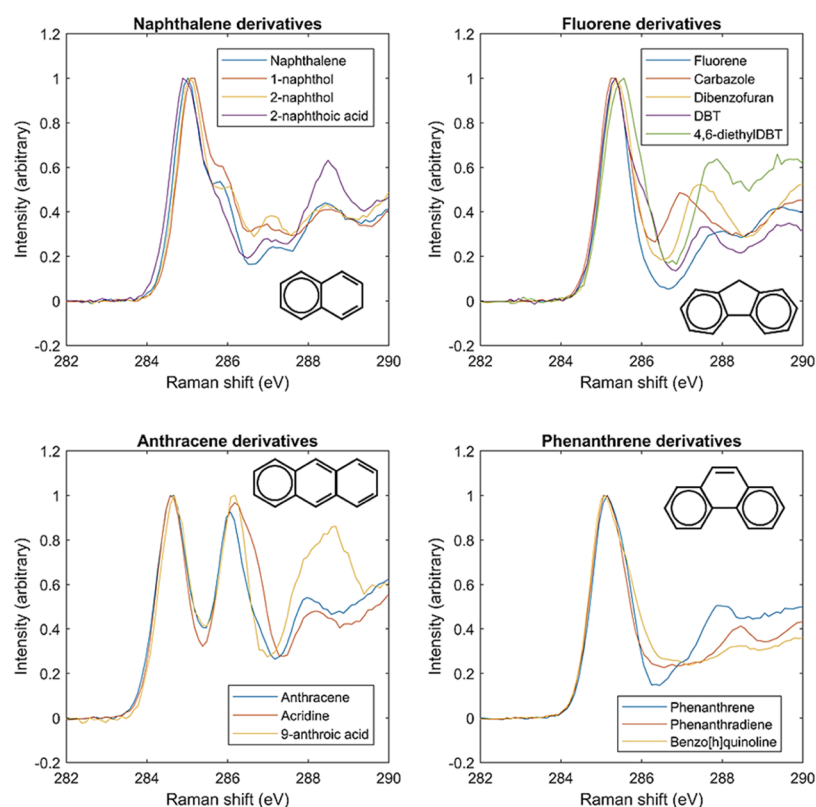 Naphthalene derivatives
1.2
1
0.8
0.6
0.4
0.2
0
-0.2
Intensity (arbitrary)
Naphthalene
1-naphthol
2-naphthol
2-naphthoic acid
282 284 286 288 290
Raman shift (eV)
Fluorene derivatives
1.2
1
0.8
0.6
0.4
0.2
0
-0.2
Intensity (arbitrary)
Fluorene
Carbazole
Dibenzofuran
DBT
4,6-diethylDBT
282 284 286 288 290
Raman shift (eV)
Anthracene derivatives
1.2
1
0.8
0.6
0.4
0.2
0
-0.2
Intensity (arbitrary)
Anthracene
Acridine
9-anthroic acid
282 284 286 288 290
Raman shift (eV)
Phenanthrene derivatives
1.2
1
0.8
0.6
0.4
0.2
0
-0.2
Intensity (arbitrary)
Phenanthrene
Phenanthradiene
Benzo[h]quinoline
282 284 286 288 290
Raman shift (eV)